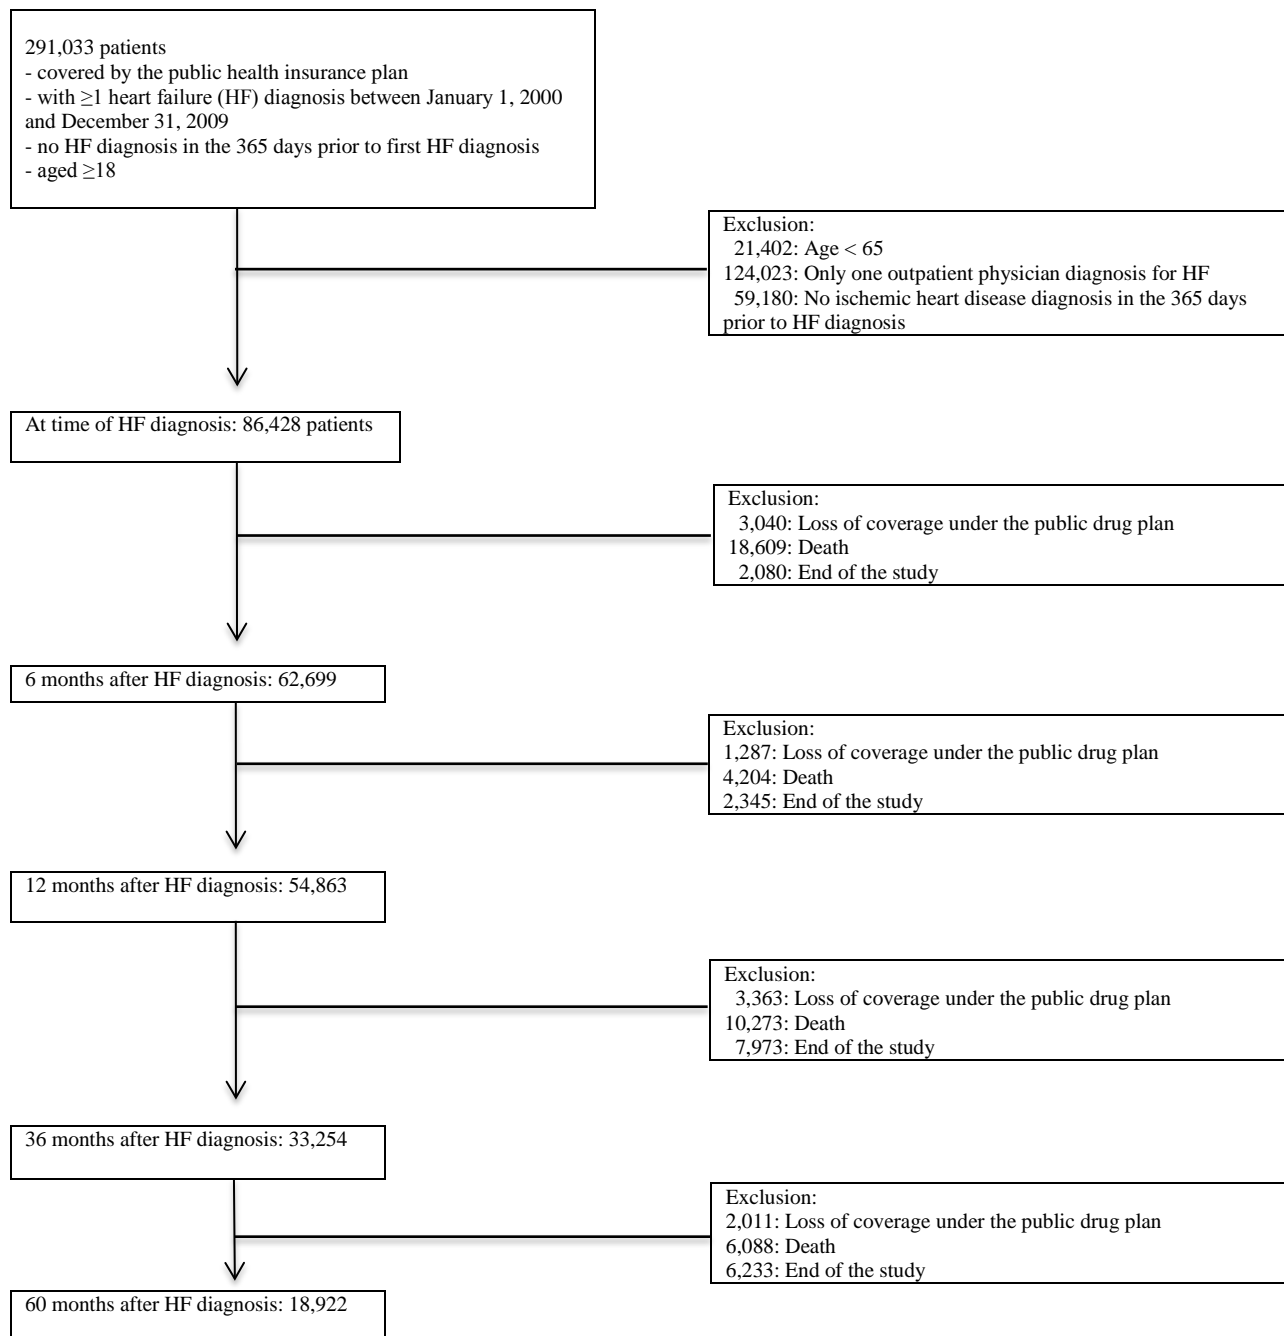 291,033 patients
- covered by the public health insurance plan
- with ≥1 heart failure (HF) diagnosis between January 1, 2000
and December 31, 2009
- no HF diagnosis in the 365 days prior to first HF diagnosis
- aged ≥18
Exclusion:
21,402: Age < 65
124,023: Only one outpatient physician diagnosis for HF
59,180: No ischemic heart disease diagnosis in the 365 days
prior to HF diagnosis
At time of HF diagnosis: 86,428 patients
Exclusion:
3,040: Loss of coverage under the public drug plan
18,609: Death
2,080: End of the study
6 months after HF diagnosis: 62,699
Exclusion:
1,287: Loss of coverage under the public drug plan
4,204: Death
2,345: End of the study
12 months after HF diagnosis: 54,863
Exclusion:
3,363: Loss of coverage under the public drug plan
10,273: Death
7,973: End of the study
36 months after HF diagnosis: 33,254
Exclusion:
2,011: Loss of coverage under the public drug plan
6,088: Death
6,233: End of the study
60 months after HF diagnosis: 18,922